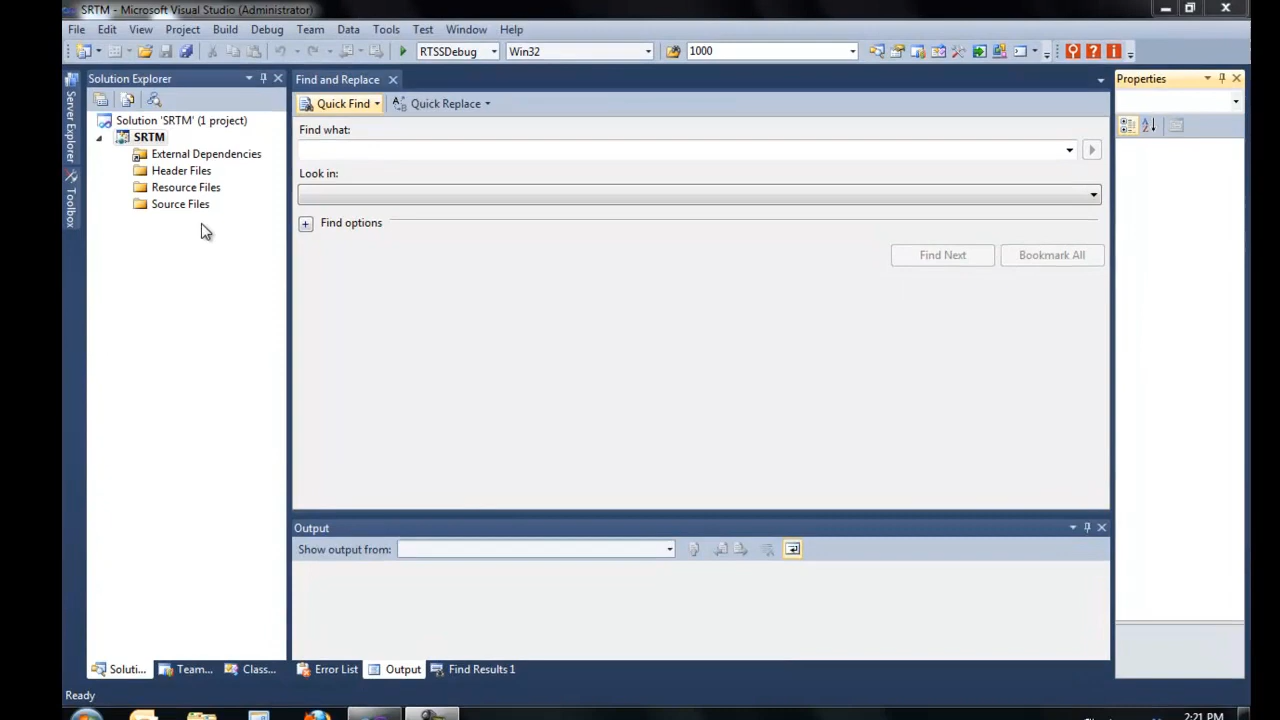 SRTM - Microsoft Visual Studio (Administrator)
File Edit View Project Build Debug Team Data Tools Test Window Help
RTSSDebug Win32 1000
Server Explorer
Toolbox
Solution Explorer
Solution 'SRTM' (1 project)
SRTM
External Dependencies
Header Files
Resource Files
Source Files
Find and Replace
Quick Find Quick Replace
Find what:
Look in:
Find options
Find Next Bookmark All
Properties
Output
Show output from:
Soluti... Team... Class... Error List Output Find Results 1
Ready
2:21 PM